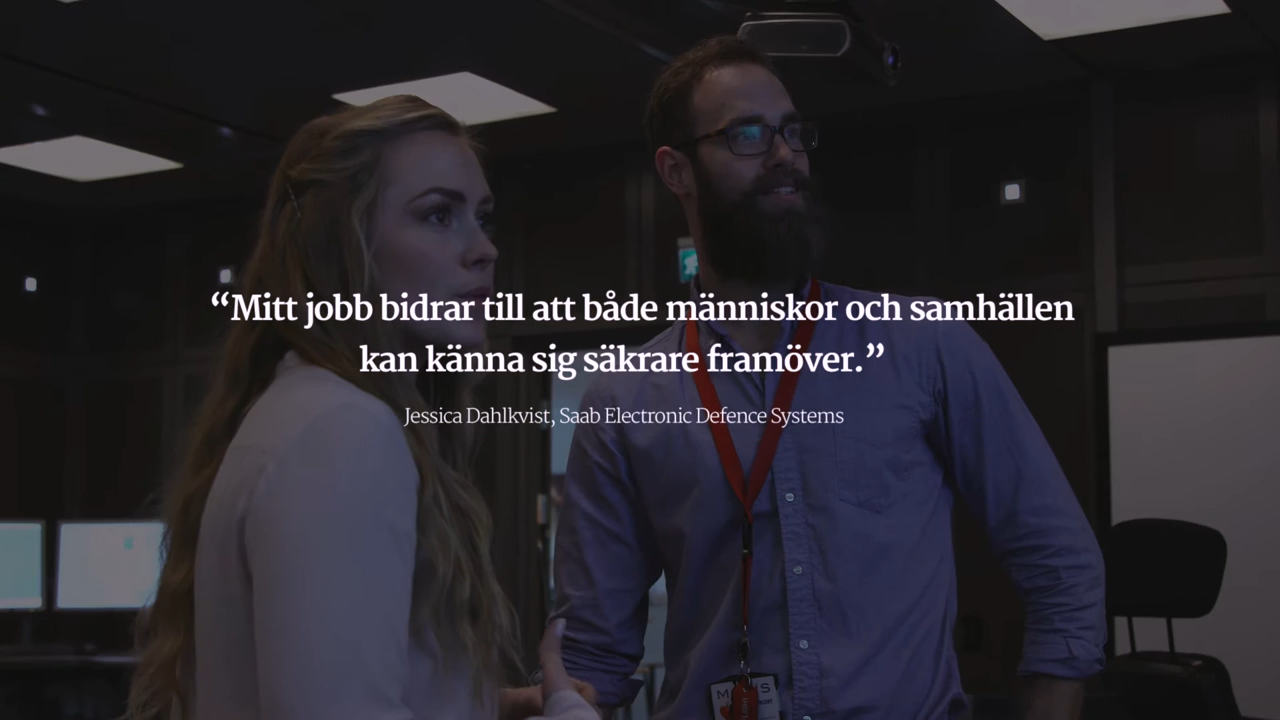 “Mitt jobb bidrar till att både människor och samhällen
kan känna sig säkrare framöver.”
Jessica Dahlkvist, Saab Electronic Defence Systems